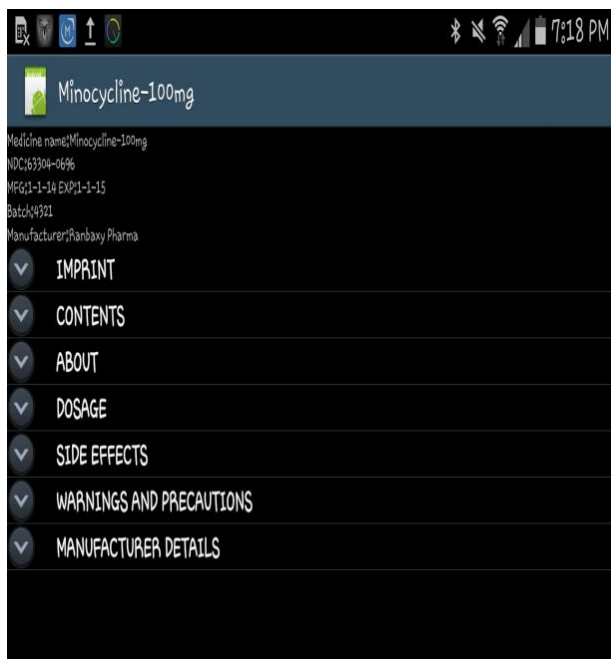 7:18 PM
Minocycline-100mg
Medicine name:Minocycline-100mg
NDC:63304-0696
MFG:1-1-14 EXP:1-1-15
Batch:4321
Manufacturer:Ranbaxy Pharma
IMPRINT
CONTENTS
ABOUT
DOSAGE
SIDE EFFECTS
WARNINGS AND PRECAUTIONS
MANUFACTURER DETAILS